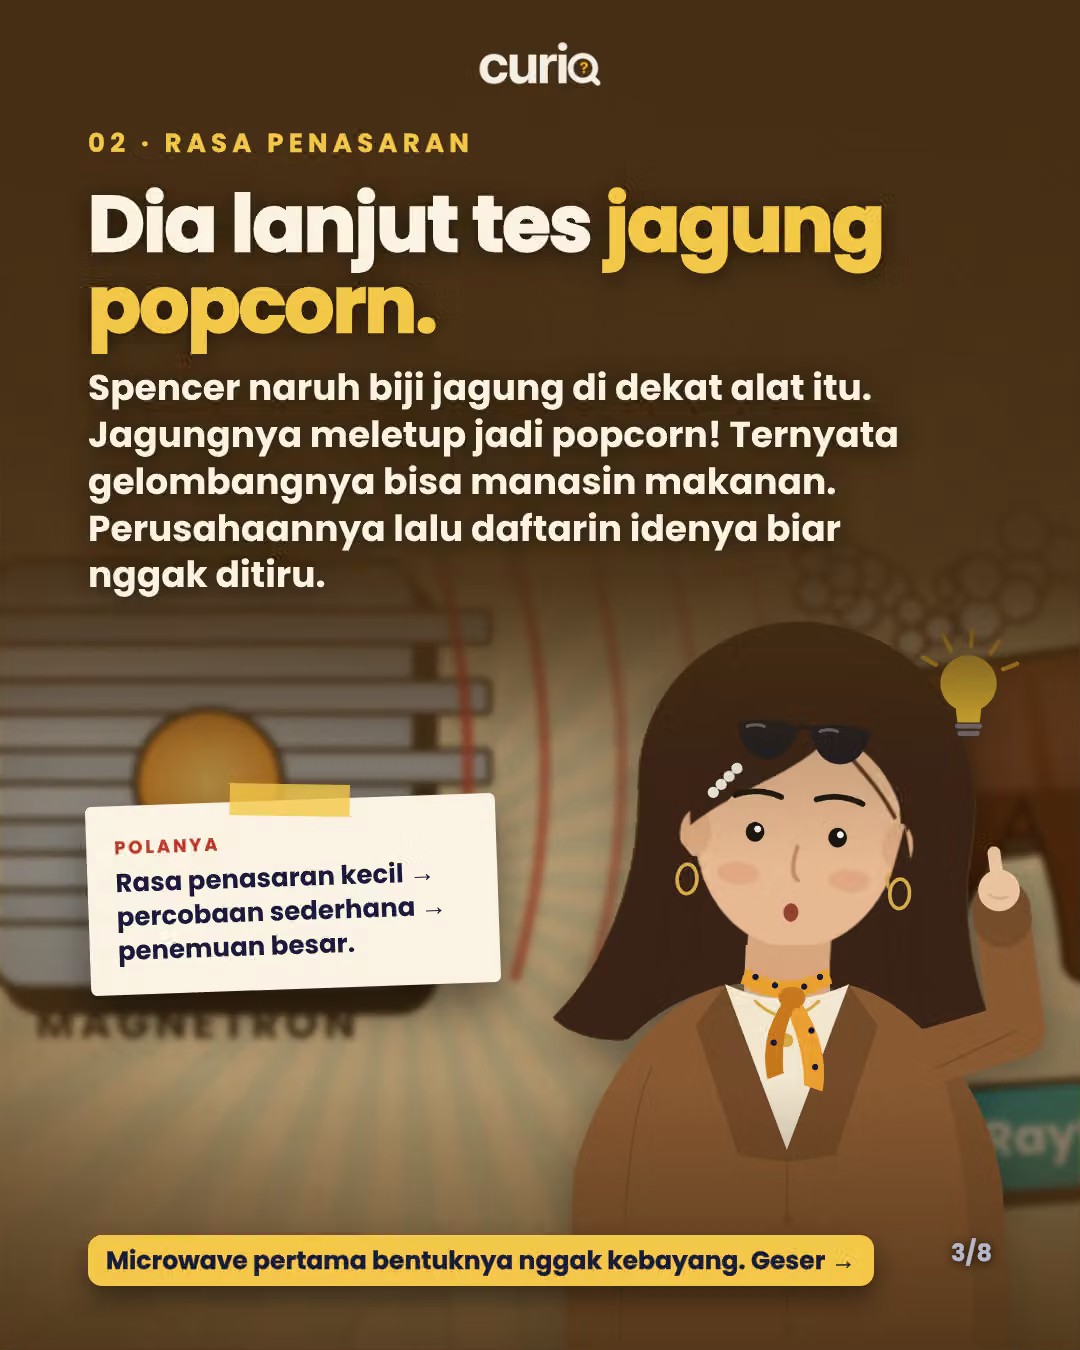 curiQ
02 · RASA PENASARAN
Dia lanjut tes jagung
popcorn.
Spencer naruh biji jagung di dekat alat itu.
Jagungnya meletup jadi popcorn! Ternyata
gelombangnya bisa manasin makanan.
Perusahaannya lalu daftarin idenya biar
nggak ditiru.
POLANYA
Rasa penasaran kecil →
percobaan sederhana →
penemuan besar.
MAGNETRON
Ray
Microwave pertama bentuknya nggak kebayang. Geser →
3/8